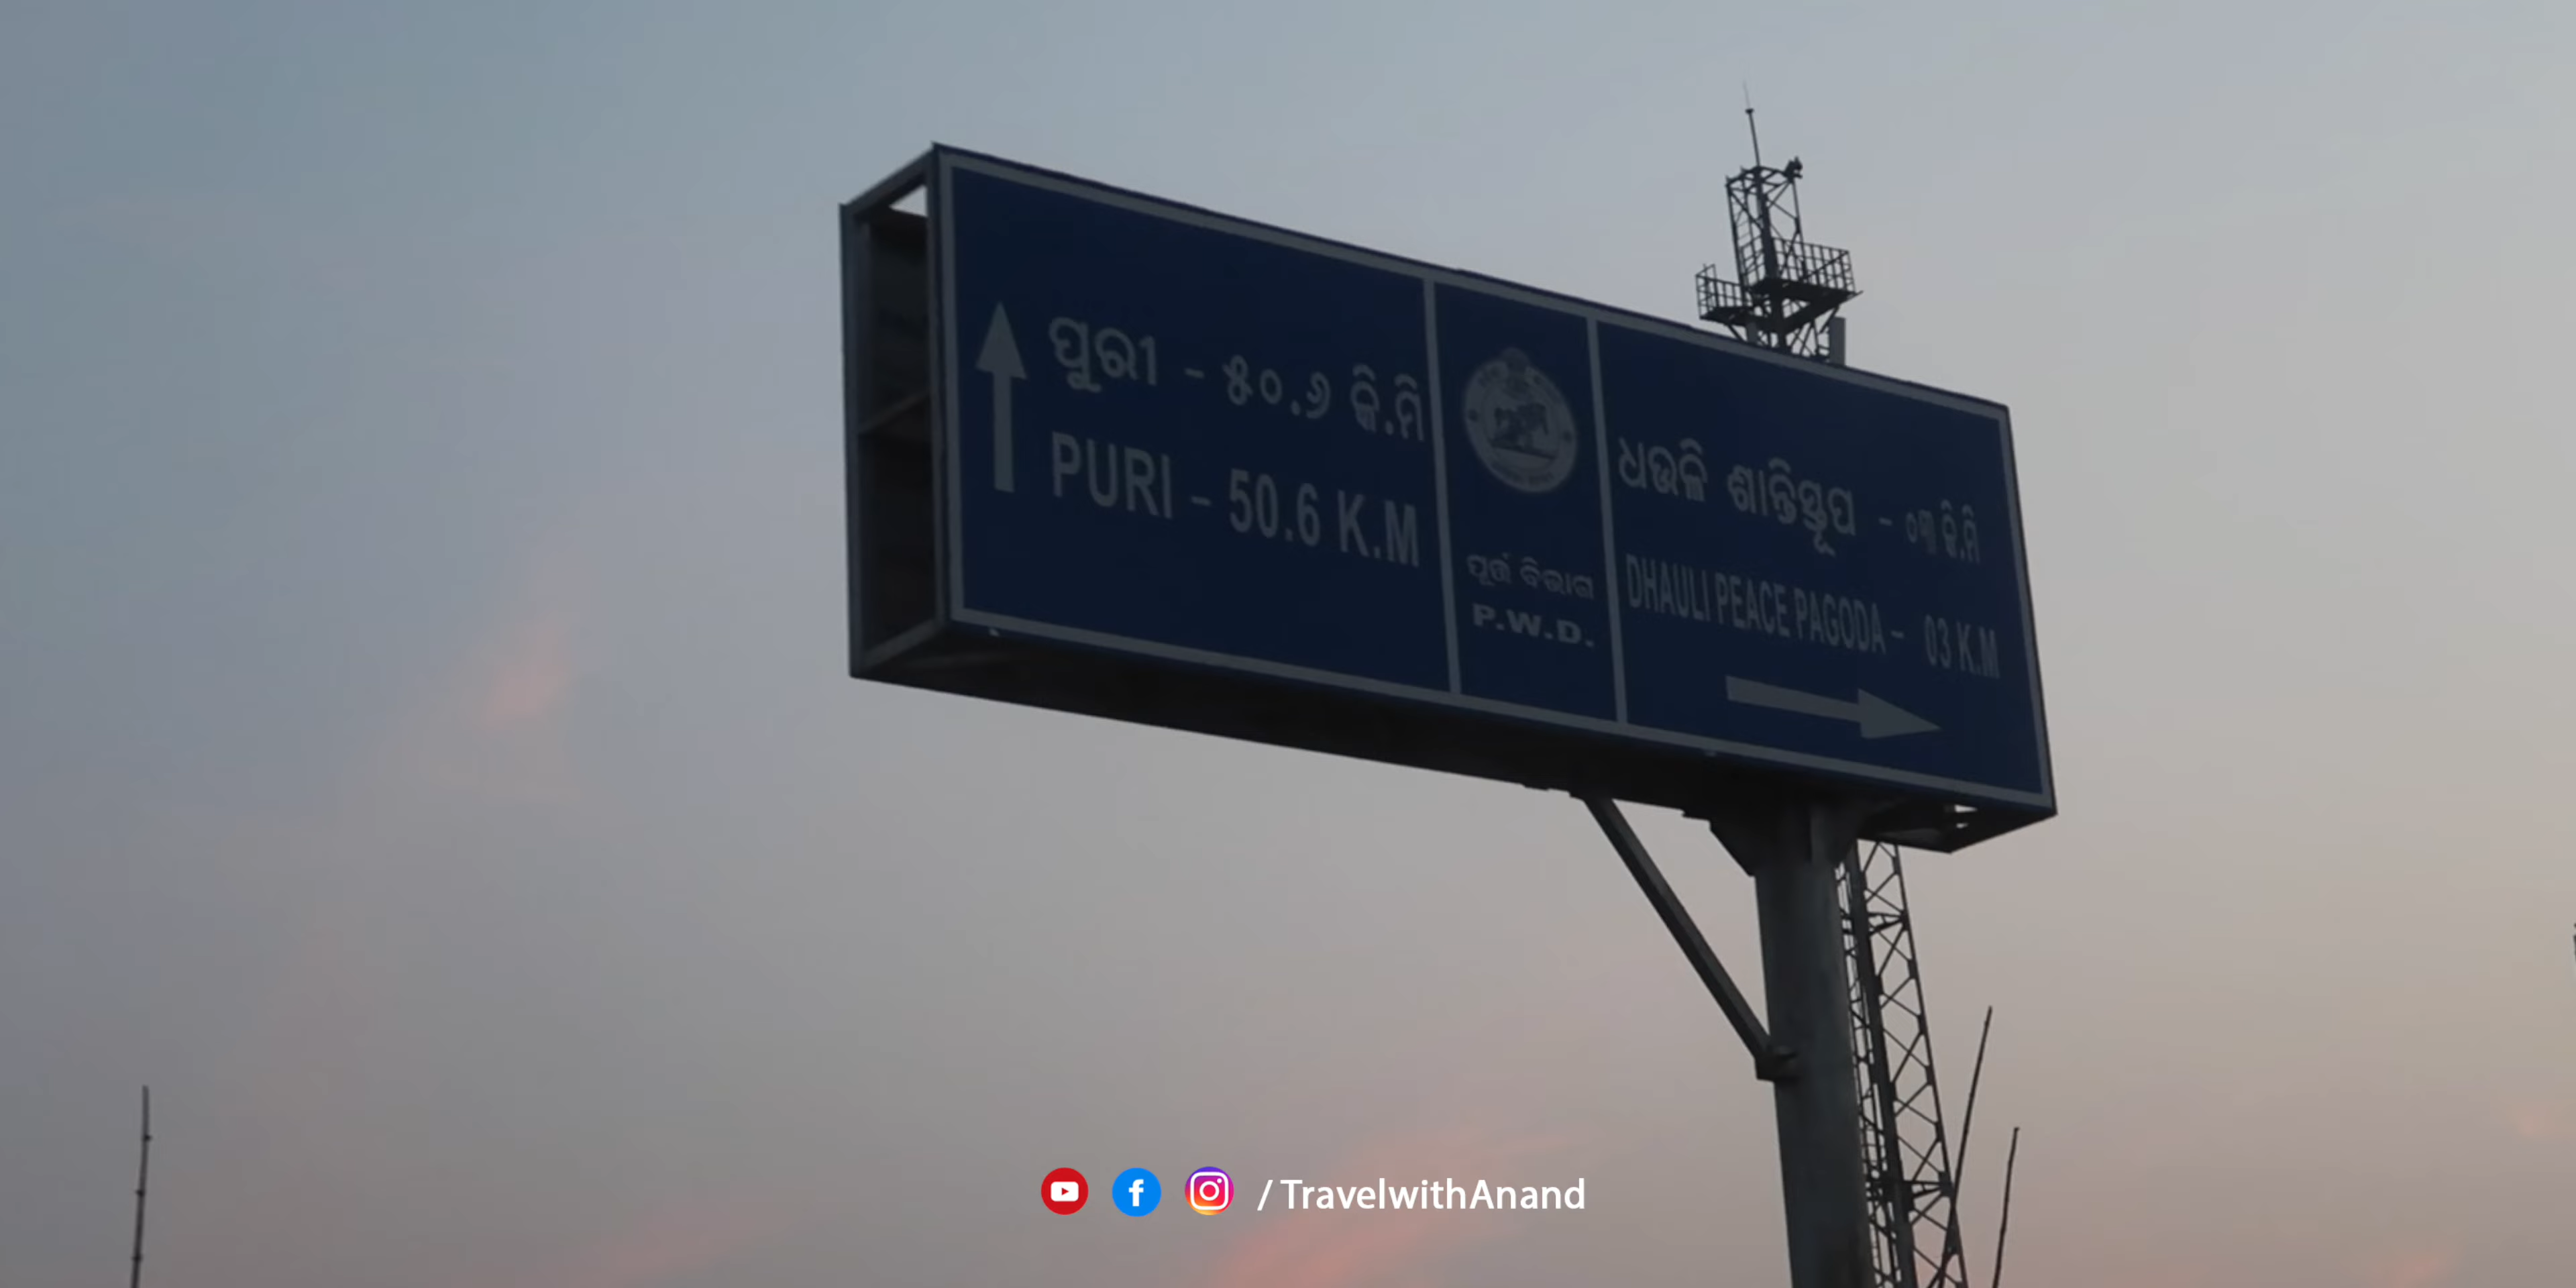 ପୁରୀ - ୫୦.୬ କି.ମି
PURI - 50.6 K.M
ପୂର୍ତ୍ତ ବିଭାଗ
P.W.D.
ଧଉଳି ଶାନ୍ତିସ୍ତୂପ - ୦୩ କି.ମି
DHAULI PEACE PAGODA - 03 K.M
/TravelwithAnand